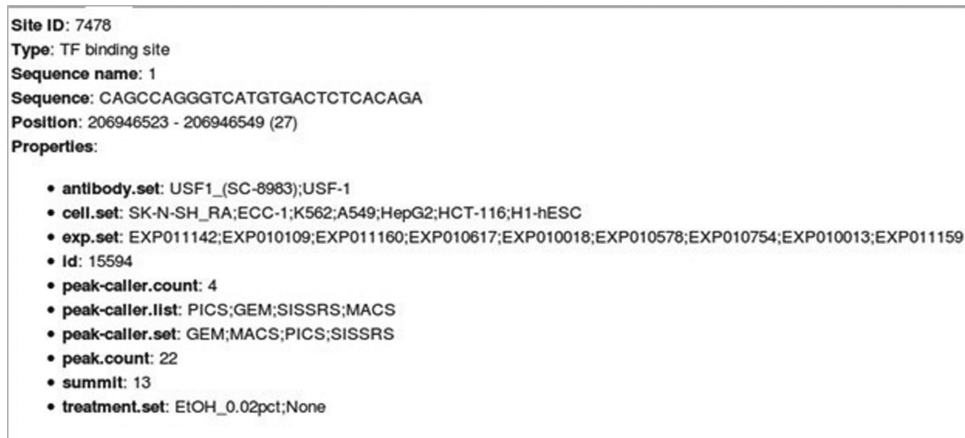 Site ID: 7478
Type: TF binding site
Sequence name: 1
Sequence: CAGCCAGGGTCATGTGACTCTCACAGA
Position: 206946523 - 206946549 (27)
Properties:
• antibody.set: USF1_(SC-8983);USF-1
• cell.set: SK-N-SH_RA;ECC-1;K562;A549;HepG2;HCT-116;H1-hESC
• exp.set: EXP011142;EXP010109;EXP011160;EXP010617;EXP010018;EXP010578;EXP010754;EXP010013;EXP011159
• id: 15594
• peak-caller.count: 4
• peak-caller.list: PICS;GEM;SISSRS;MACS
• peak-caller.set: GEM;MACS;PICS;SISSRS
• peak.count: 22
• summit: 13
• treatment.set: EtOH_0.02pct;None